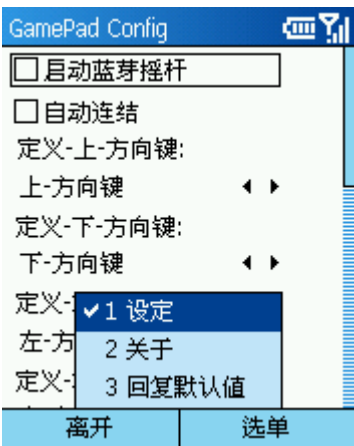 GamePad Config
启动蓝芽摇杆
自动连结
定义-上-方向键:
上-方向键
定义-下-方向键:
下-方向键
定义-
左-方
定义-
1 设定
2 关于
3 回复默认值
离开
选单